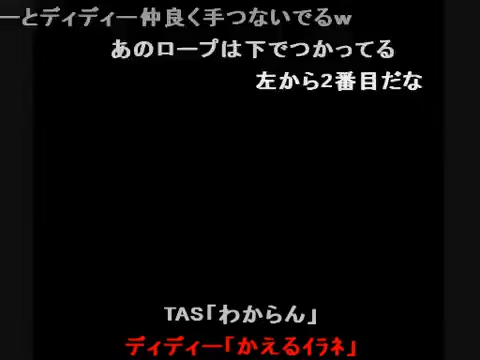 ーとディディー仲良く手つないでるw
あのロープは下でつかってる
左から2番目だな
TAS「わからん」
ディディー「かえるイラネ」